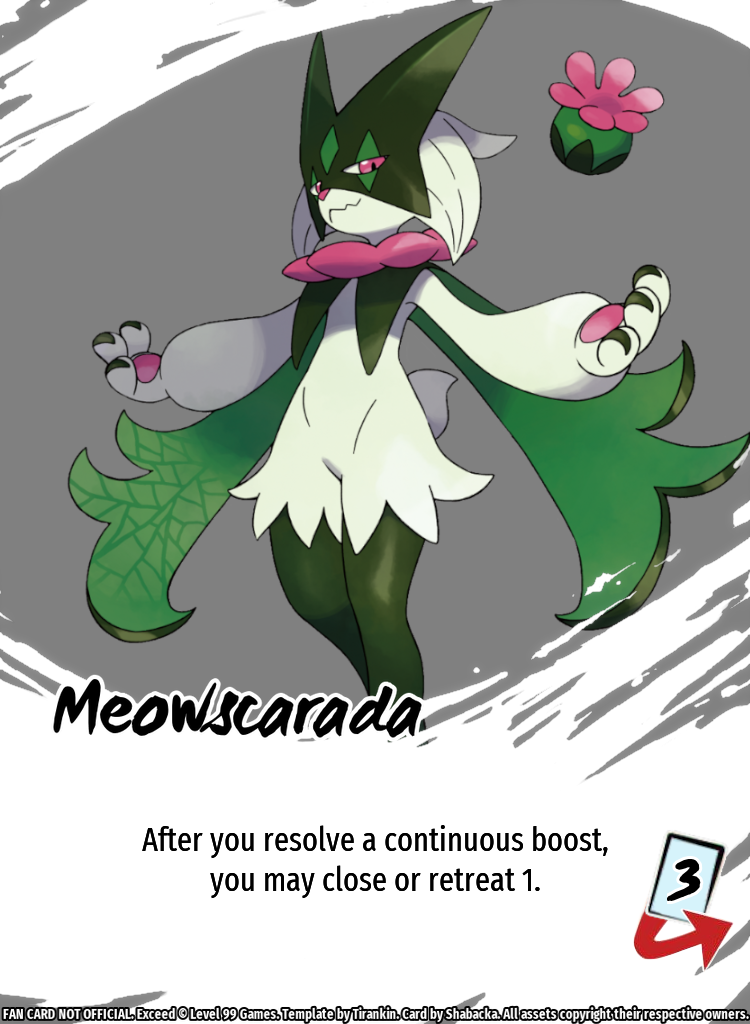 Meowscarada
After you resolve a continuous boost,
you may close or retreat 1.
3
FAN CARD NOT OFFICIAL. Exceed © Level 99 Games. Template by Tirankin. Card by Shabacka. All assets copyright their respective owners.